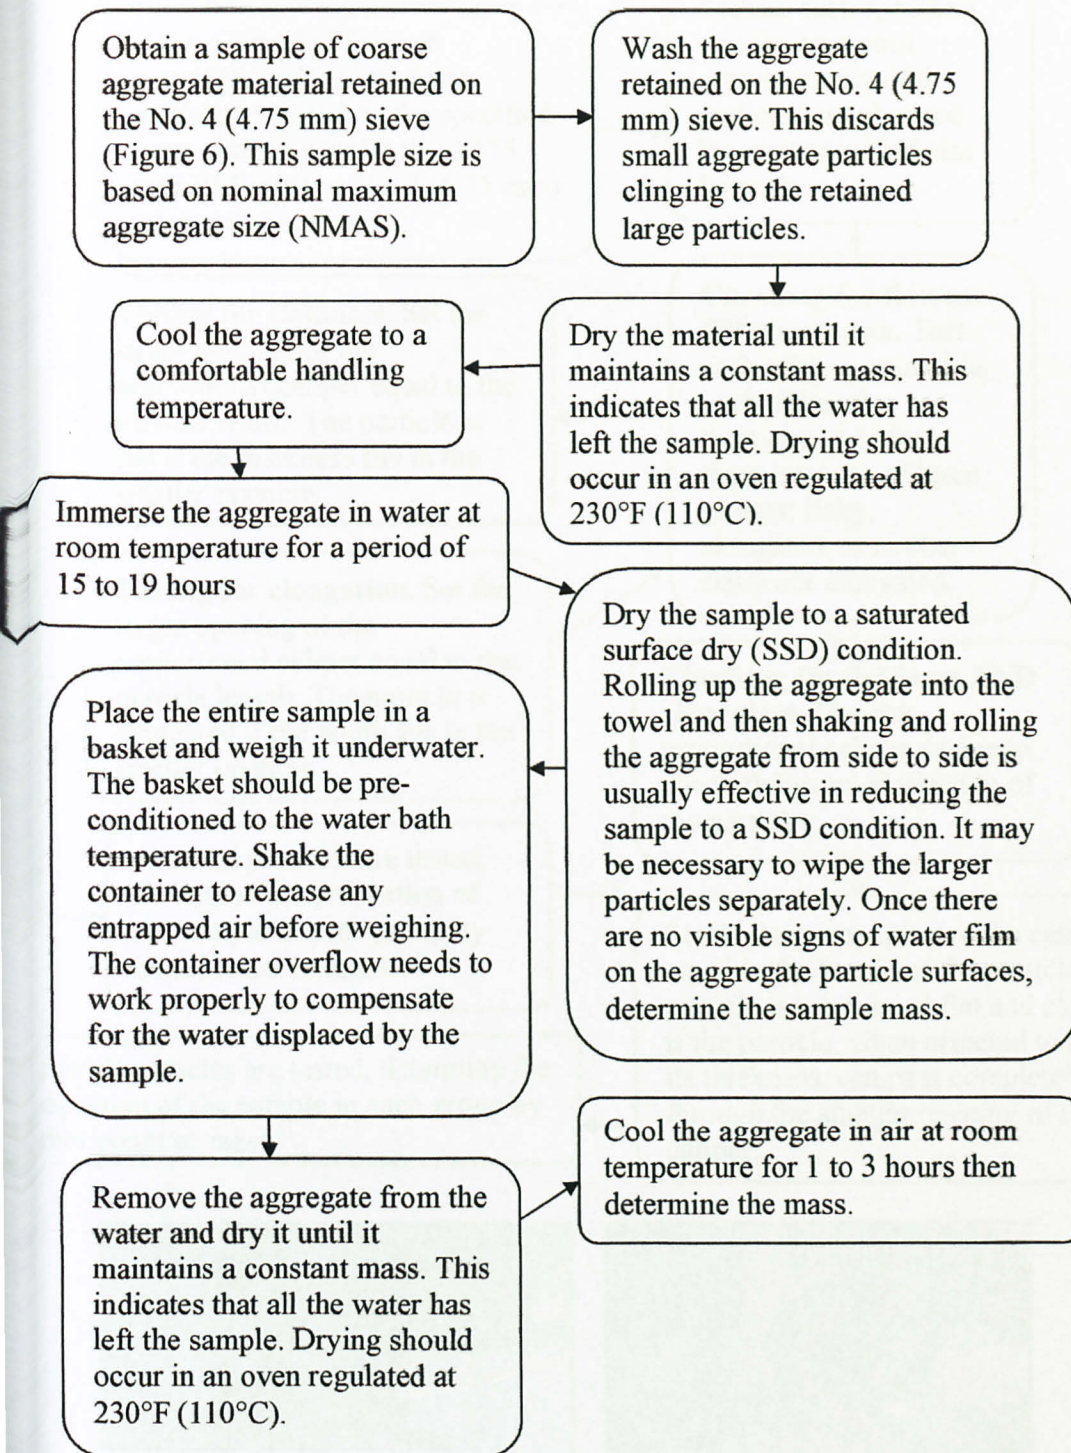 Obtain a sample of coarse
aggregate material retained on
the No. 4 (4.75 mm) sieve
(Figure 6). This sample size is
based on nominal maximum
aggregate size (NMAS).
Wash the aggregate
retained on the No. 4 (4.75
mm) sieve. This discards
small aggregate particles
clinging to the retained
large particles.
Dry the material until it
maintains a constant mass. This
indicates that all the water has
left the sample. Drying should
occur in an oven regulated at
230°F (110°C).
Cool the aggregate to a
comfortable handling
temperature.
Immerse the aggregate in water at
room temperature for a period of
15 to 19 hours
Dry the sample to a saturated
surface dry (SSD) condition.
Rolling up the aggregate into the
towel and then shaking and rolling
the aggregate from side to side is
usually effective in reducing the
sample to a SSD condition. It may
be necessary to wipe the larger
particles separately. Once there
are no visible signs of water film
on the aggregate particle surfaces,
determine the sample mass.
Place the entire sample in a
basket and weigh it underwater.
The basket should be pre-
conditioned to the water bath
temperature. Shake the
container to release any
entrapped air before weighing.
The container overflow needs to
work properly to compensate
for the water displaced by the
sample.
Remove the aggregate from the
water and dry it until it
maintains a constant mass. This
indicates that all the water has
left the sample. Drying should
occur in an oven regulated at
230°F (110°C).
Cool the aggregate in air at room
temperature for 1 to 3 hours then
determine the mass.